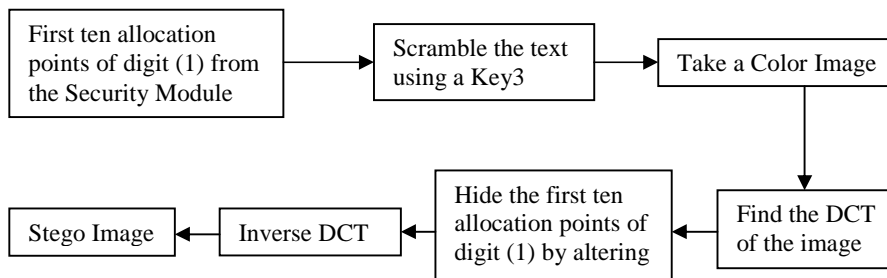 First ten allocation
points of digit (1) from
the Security Module
Scramble the text
using a Key3
Take a Color Image
Find the DCT
of the image
Hide the first ten
allocation points of
digit (1) by altering
Inverse DCT
Stego Image